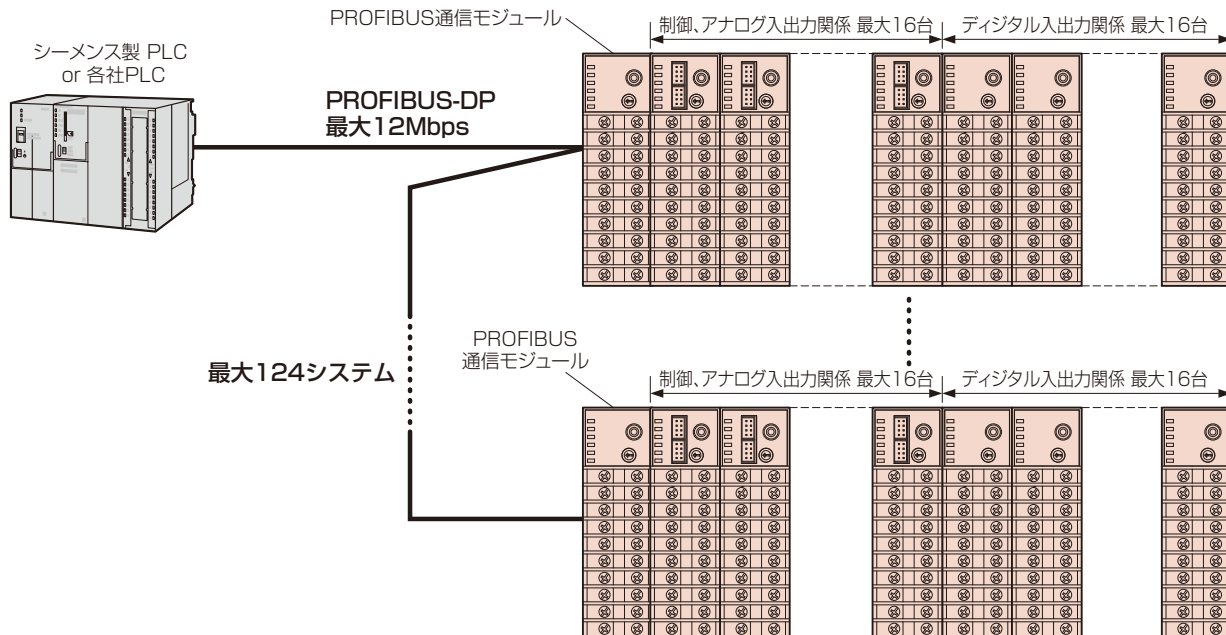 PROFIBUS通信モジュール
制御、アナログ入出力関係 最大16台
ディジタル入出力関係 最大16台
シーメンス製 PLC
or 各社PLC
PROFIBUS-DP
最大12Mbps
最大124システム
PROFIBUS
通信モジュール
制御、アナログ入出力関係 最大16台
ディジタル入出力関係 最大16台